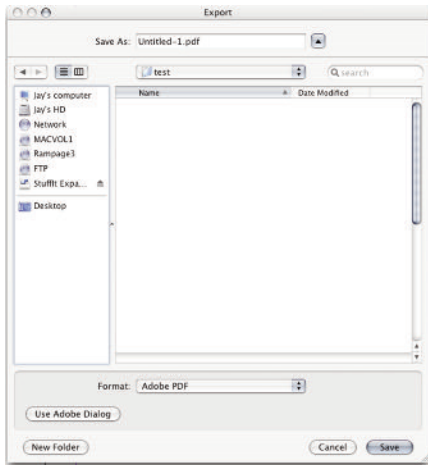 Export
Save As: Untitled-1.pdf
test
search
Name Date Modified
Jay's computer
Jay's HD
Network
MACVOL1
Rampage3
FTP
StuffIt Expa...
Desktop
Format: Adobe PDF
Use Adobe Dialog
New Folder Cancel Save